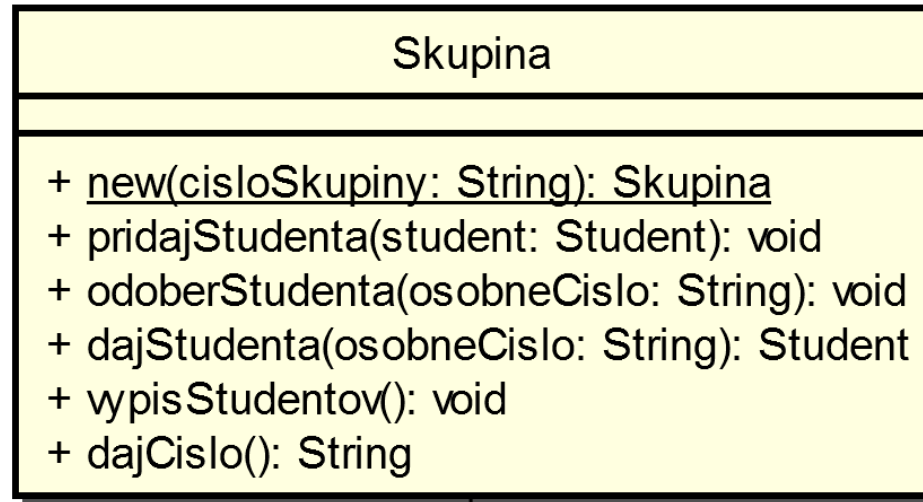 Skupina
+ new(cisloSkupiny: String): Skupina
+ pridajStudenta(student: Student): void
+ odoberStudenta(osobneCislo: String): void
+ dajStudenta(osobneCislo: String): Student
+ vypisStudentov(): void
+ dajCislo(): String